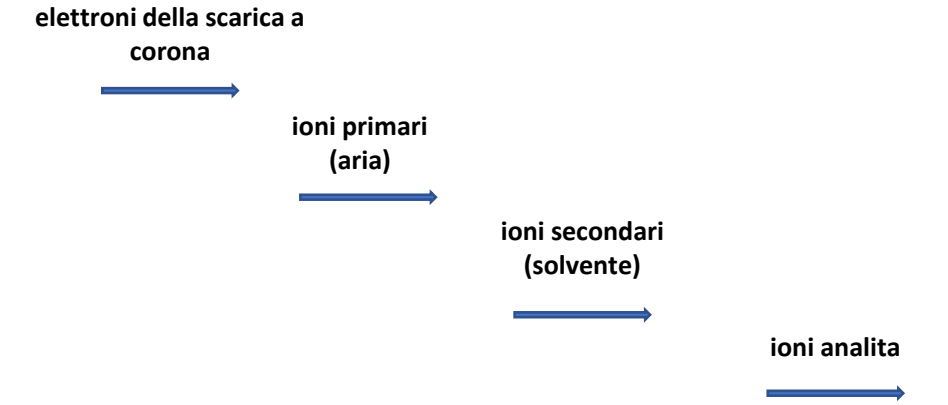 elettroni della scarica a
corona
ioni primari
(aria)
ioni secondari
(solvente)
ioni analita